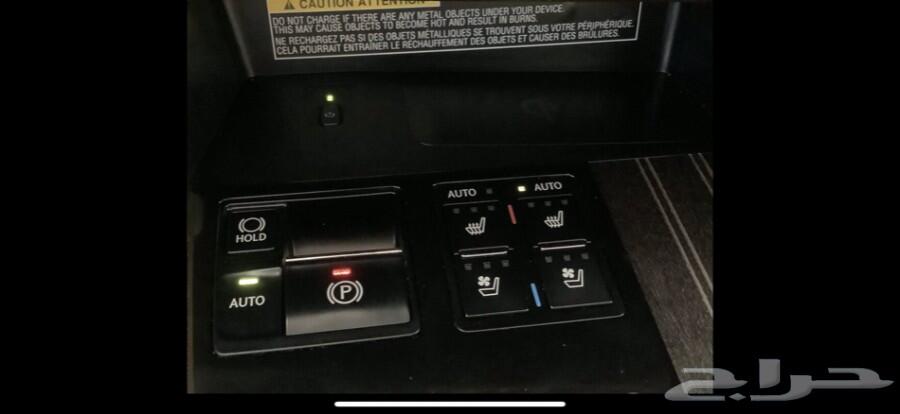 CAUTION ATTENTION
DO NOT CHARGE IF THERE ARE ANY METAL OBJECTS UNDER YOUR DEVICE.
THIS MAY CAUSE OBJECTS TO BECOME HOT AND RESULT IN BURNS.
NE RECHARGEZ PAS SI DES OBJETS MÉTALLIQUES SE TROUVENT SOUS VOTRE PÉRIPHÉRIQUE.
CELA POURRAIT ENTRAÎNER LE RÉCHAUFFEMENT DES OBJETS ET CAUSER DES BRÛLURES.
AUTO AUTO
HOLD
AUTO
P
حراج